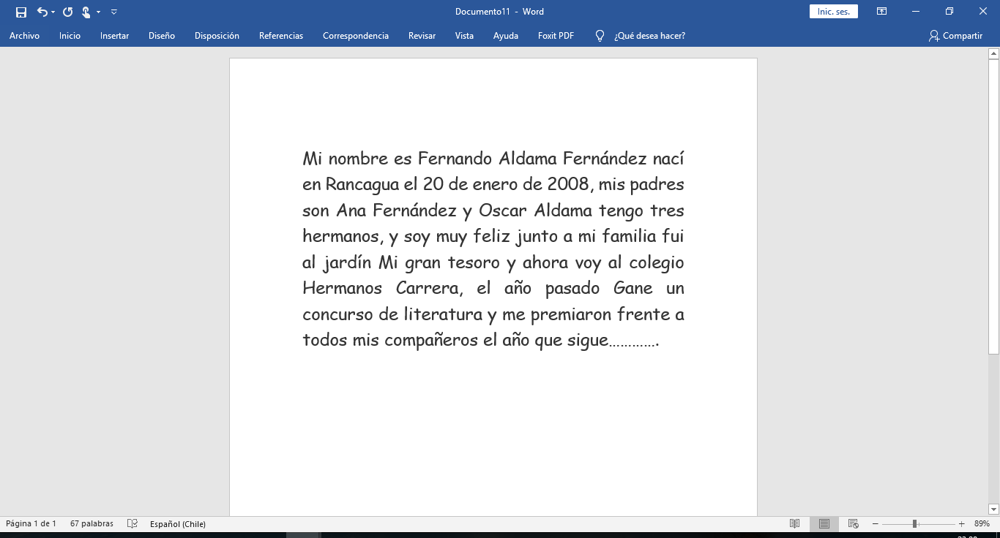 Documento11 - Word
Inic. ses.
Archivo Inicio Insertar Diseño Disposición Referencias Correspondencia Revisar Vista Ayuda Foxit PDF ¿Qué desea hacer? Compartir
Mi nombre es Fernando Aldama Fernández nací
en Rancagua el 20 de enero de 2008, mis padres
son Ana Fernández y Oscar Aldama tengo tres
hermanos, y soy muy feliz junto a mi familia fui
al jardín Mi gran tesoro y ahora voy al colegio
Hermanos Carrera, el año pasado Gane un
concurso de literatura y me premiaron frente a
todos mis compañeros el año que sigue………….
Página 1 de 1 67 palabras Español (Chile) 89%